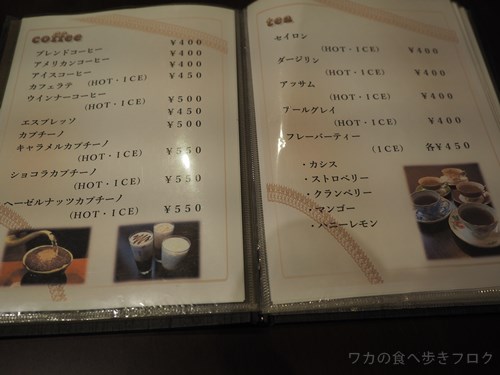 coffee
ブレンドコーヒー ￥400
アメリカンコーヒー ￥400
アイスコーヒー ￥450
カフェラテ (HOT・ICE)
ウインナーコーヒー ￥500
(HOT・ICE) ￥450
エスプレッソ ￥500
カプチーノ
(HOT・ICE) ￥550
キャラメルカプチーノ
(HOT・ICE) ￥550
ショコラカプチーノ
(HOT・ICE) ￥550
ヘーゼルナッツカプチーノ
(HOT・ICE) ￥550
tea
セイロン
(HOT・ICE) ￥400
ダージリン
(HOT・ICE) ￥400
アッサム
(HOT・ICE) ￥400
アールグレイ
(HOT・ICE) ￥400
フレーバーティー
(ICE) 各￥450
・カシス
・ストロベリー
・クランベリー
・マンゴー
・ハニーレモン
ワカの食べ歩きブログ